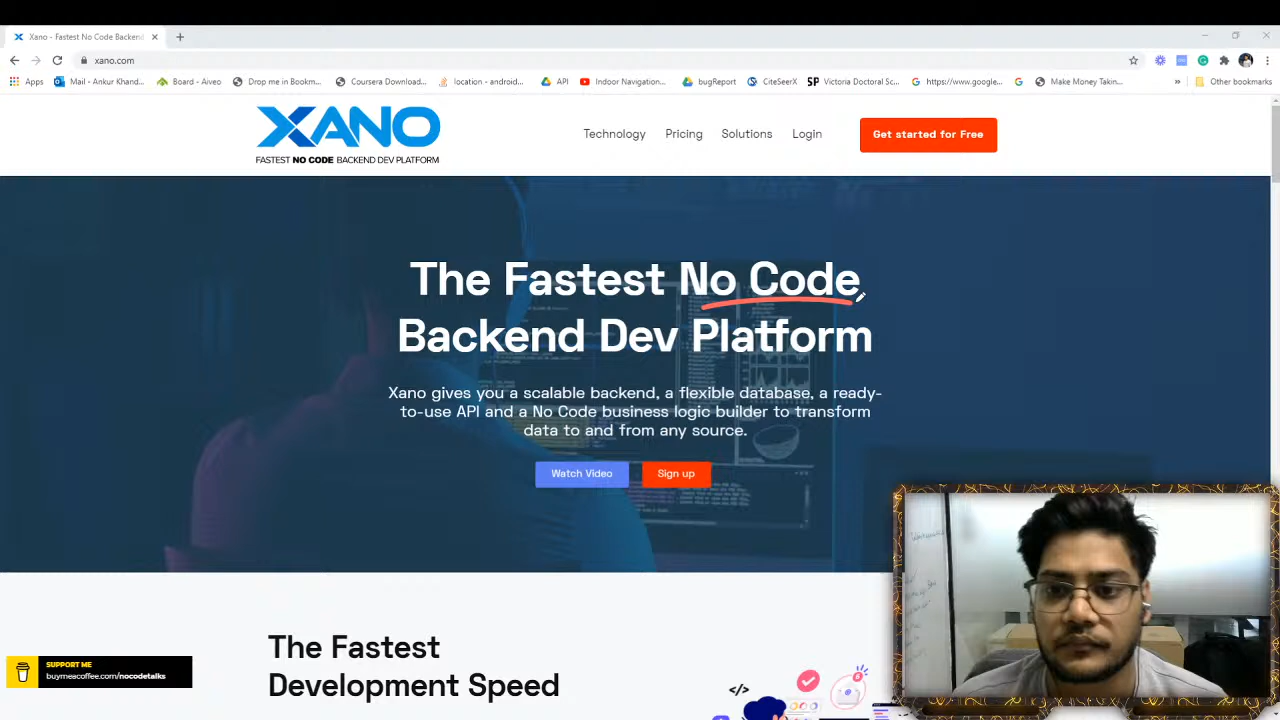 Xano - Fastest No Code Backend
xano.com
Apps
Mail - Ankur Khand...
Board - Aiveo
Drop me in Bookm...
Coursera Download...
location - android...
API
Indoor Navigation...
bugReport
CiteSeerX
SP Victoria Doctoral Sc...
https://www.google...
Make Money Takin...
»
Other bookmarks
XANO
FASTEST NO CODE BACKEND DEV PLATFORM
Technology
Pricing
Solutions
Login
Get started for Free
The Fastest No Code
Backend Dev Platform
Xano gives you a scalable backend, a flexible database, a ready-
to-use API and a No Code business logic builder to transform
data to and from any source.
Watch Video
Sign up
The Fastest
Development Speed
</>
SUPPORT ME
buymeacoffee.com/nocodetalks